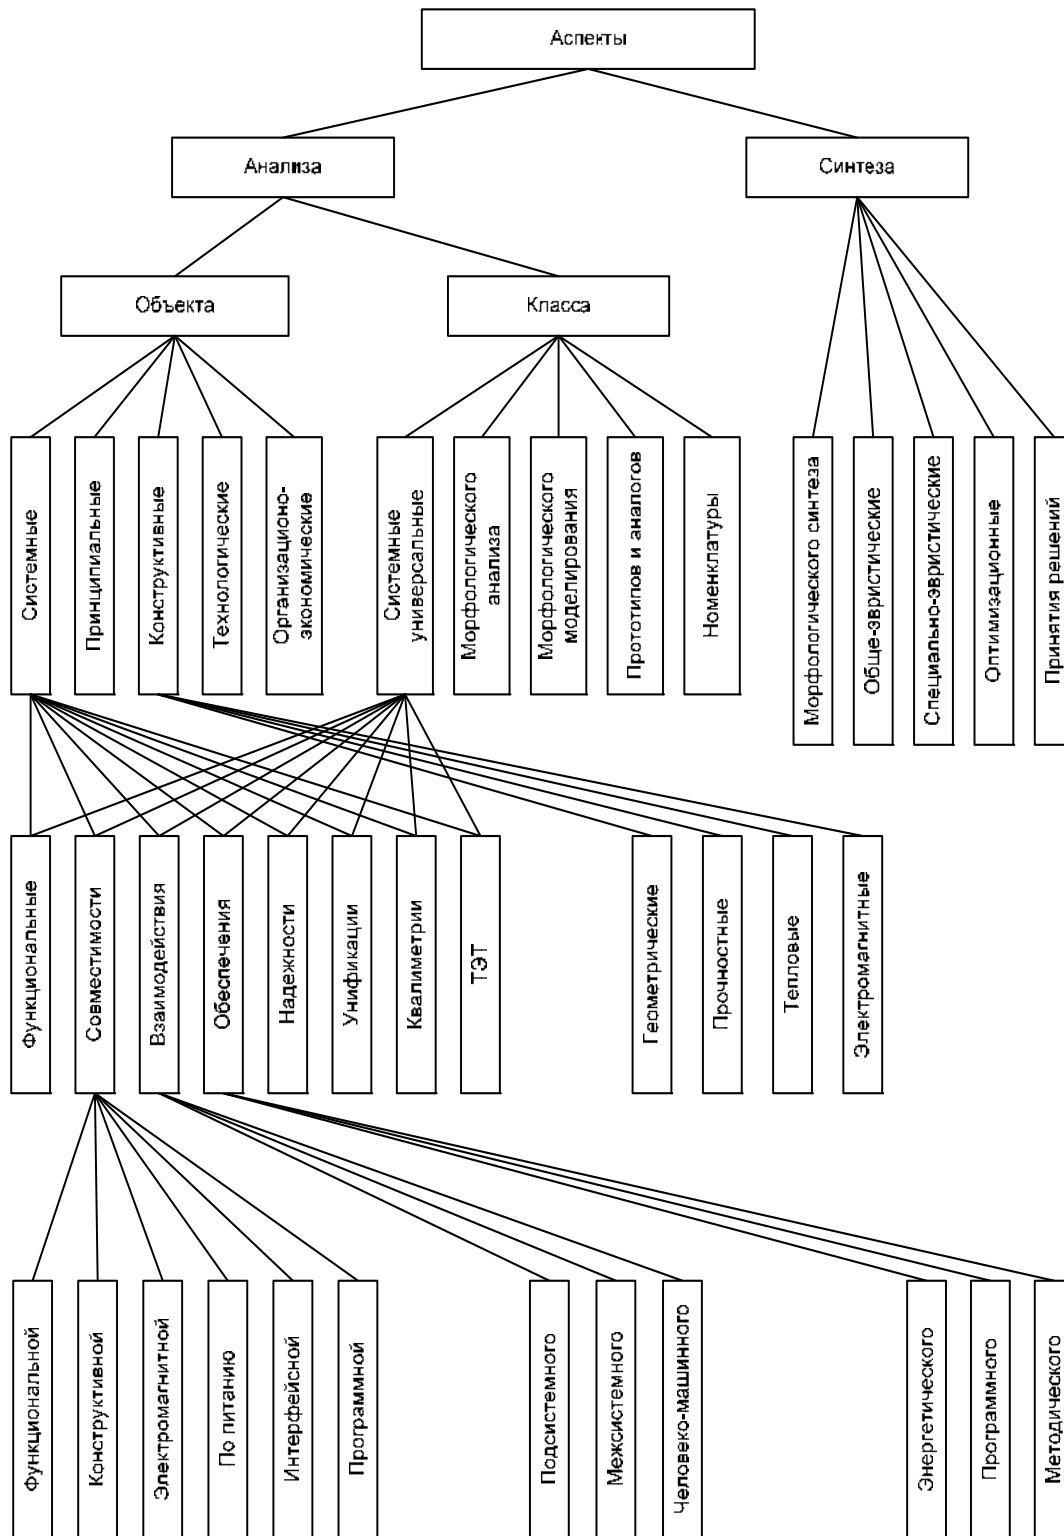 Аспекты
Анализа
Синтеза
Объекта
Класса
Системные
Принципиальные
Конструктивные
Технологические
Организационо-
экономические
Системные
универсальные
Морфологического
анализа
Морфологического
моделирования
Прототипов и аналогов
Номенклатуры
Морфологического синтеза
Обще-эвристические
Специально-эвристические
Оптимизационные
Принятия решений
Функциональные
Совместимости
Взаимодействия
Обеспечения
Надежности
Унификации
Квалиметрии
ТЭТ
Геометрические
Прочностные
Тепловые
Электромагнитные
Функциональной
Конструктивной
Электромагнитной
По питанию
Интерфейсной
Программной
Подсистемного
Межсистемного
Человеко-машинного
Энергетического
Программного
Методического